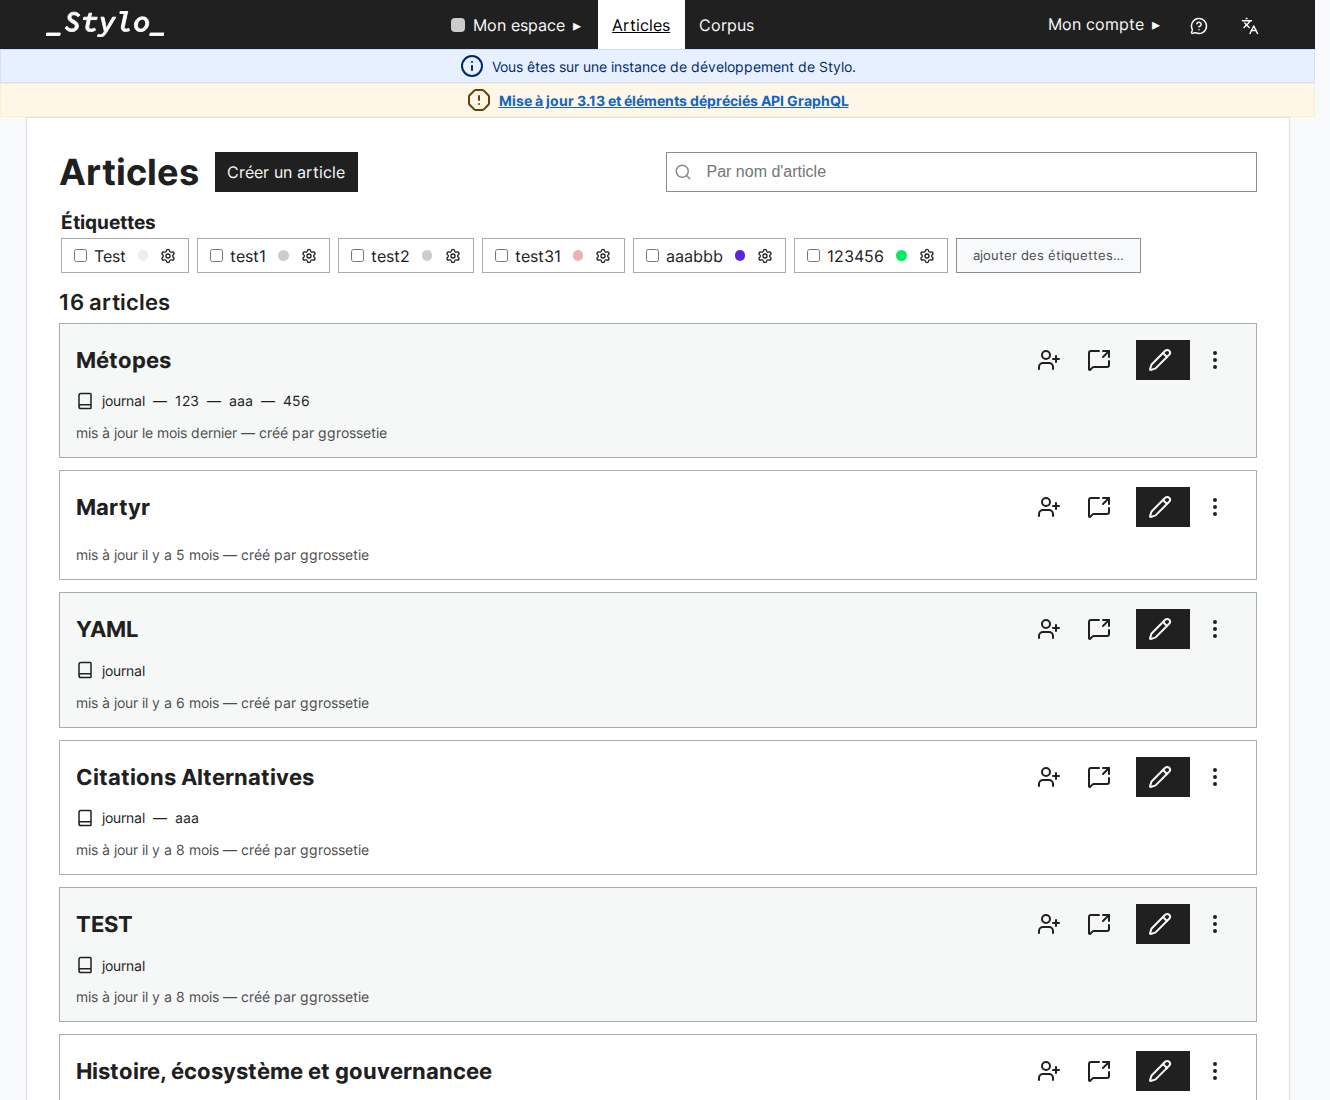 _Stylo_
Mon espace ▸ Articles Corpus Mon compte ▸
Vous êtes sur une instance de développement de Stylo.
Mise à jour 3.13 et éléments dépréciés API GraphQL
Articles Créer un article Par nom d'article
Étiquettes
Test test1 test2 test31 aaabbb 123456 ajouter des étiquettes...
16 articles
Métopes
journal — 123 — aaa — 456
mis à jour le mois dernier — créé par ggrossetie
Martyr
mis à jour il y a 5 mois — créé par ggrossetie
YAML
journal
mis à jour il y a 6 mois — créé par ggrossetie
Citations Alternatives
journal — aaa
mis à jour il y a 8 mois — créé par ggrossetie
TEST
journal
mis à jour il y a 8 mois — créé par ggrossetie
Histoire, écosystème et gouvernancee